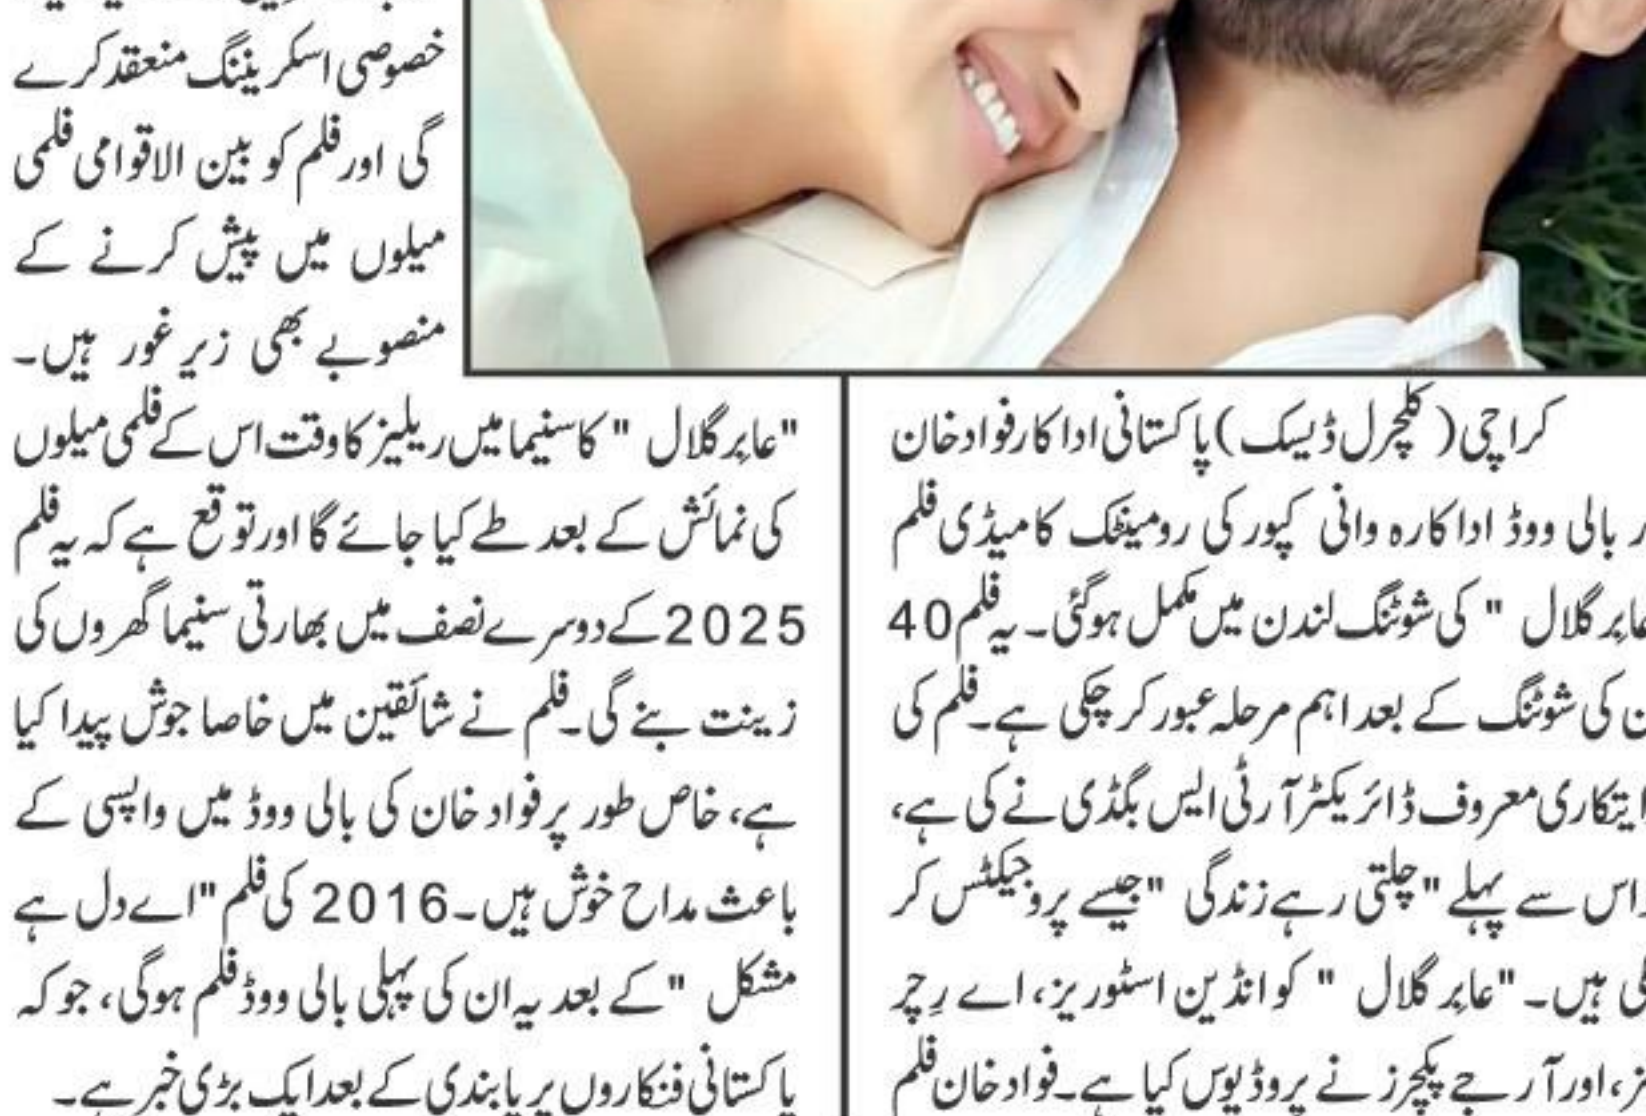 کراچی (کلچرل ڈیسک) پاکستانی اداکار فواد خان
بالی ووڈ اداکارہ وانی کپور کی رومینٹک کامیڈی فلم
عابر گلال " کی شوٹنگ لندن میں مکمل ہوگئی۔ یہ فلم 40
کی شوٹنگ کے بعد اہم مرحلہ عبور کر چکی ہے۔ فلم کی
معروف ڈائریکٹر آرٹی ایس بگڈی نے کی ہے،
اس سے پہلے "چلتی رہے زندگی " جیسے پروجیکٹس کر
ہیں۔ "عابر گلال " کو انڈین اسٹوریز، اے رِچر
اور آر جے پکچرز نے پروڈیوس کیا ہے۔ فواد خان فلم
خصوصی اسکریننگ منعقد کرے
گی اور فلم کو بین الاقوامی فلمی
میلوں میں پیش کرنے کے
منصوبے بھی زیر غور ہیں۔
"عابر گلال " کا سنیما میں ریلیز کا وقت اس کے فلمی میلوں
کی نمائش کے بعد طے کیا جائے گا اور توقع ہے کہ یہ فلم
2025 کے دوسرے نصف میں بھارتی سنیما گھروں کی
زینت بنے گی۔ فلم نے شائقین میں خاصا جوش پیدا کیا
ہے، خاص طور پر فواد خان کی بالی ووڈ میں واپسی کے
باعث مداح خوش ہیں۔ 2016 کی فلم "اے دل ہے
مشکل " کے بعد یہ ان کی پہلی بالی ووڈ فلم ہوگی، جو کہ
پاکستانی فنکاروں پر پابندی کے بعد ایک بڑی خبر ہے۔